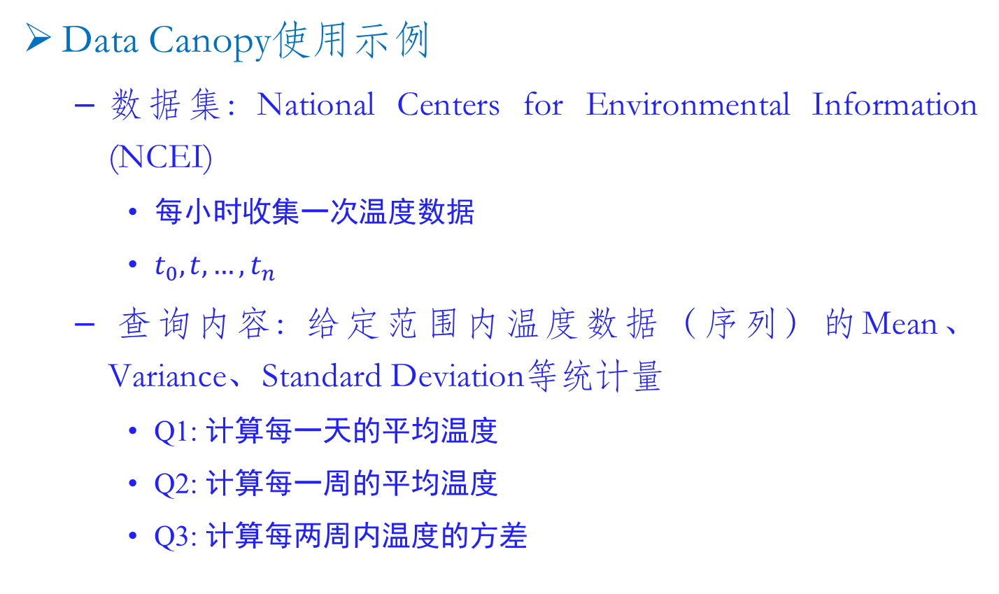 ➢ Data Canopy使用示例
– 数据集: National Centers for Environmental Information
(NCEI)
• 每小时收集一次温度数据
• t₀, t, …, tₙ
– 查询内容: 给定范围内温度数据（序列）的Mean、
Variance、Standard Deviation等统计量
• Q1: 计算每一天的平均温度
• Q2: 计算每一周的平均温度
• Q3: 计算每两周内温度的方差